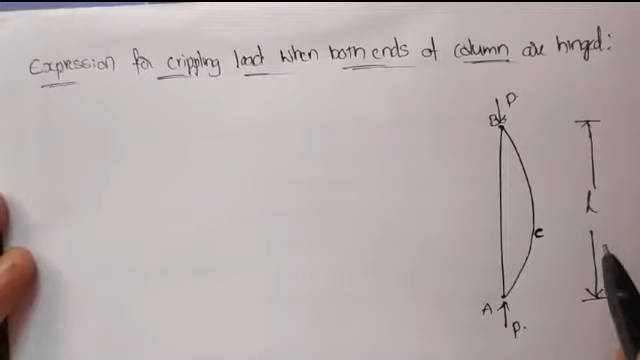 Expression for crippling load when both ends of column are hinged:
P.
B
l
C
A
P.